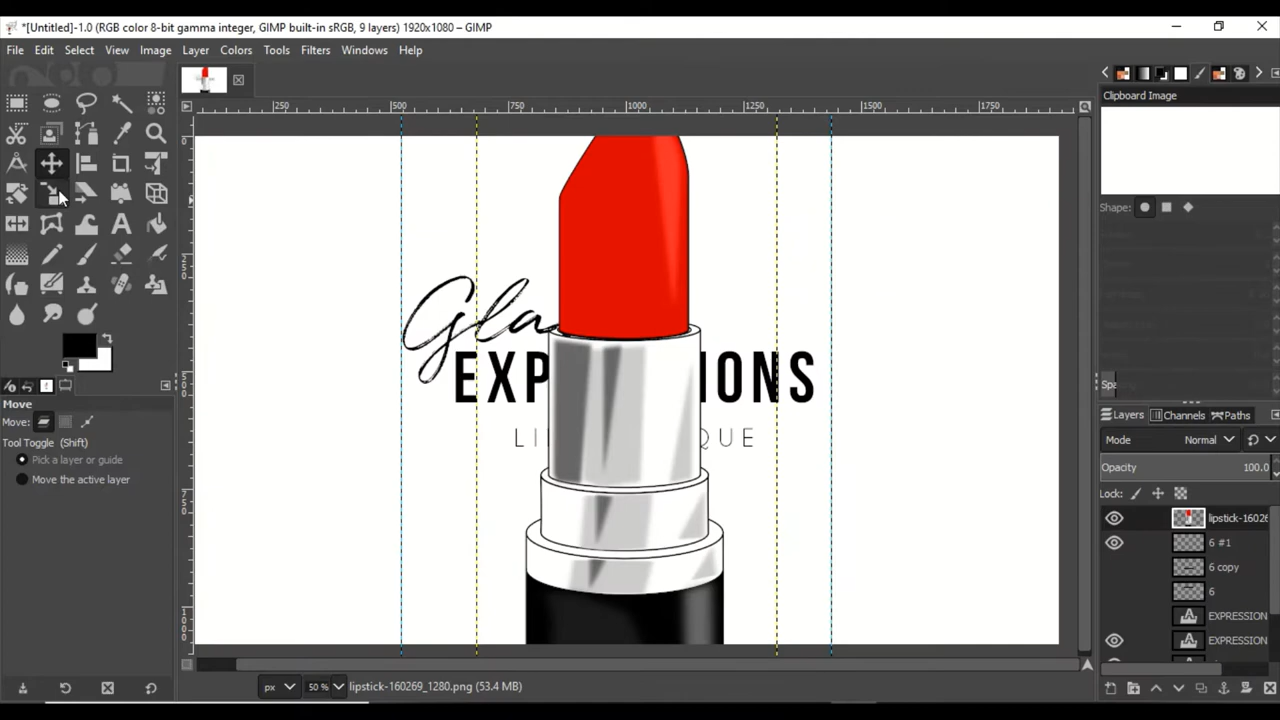 *[Untitled]-1.0 (RGB color 8-bit gamma integer, GIMP built-in sRGB, 9 layers) 1920x1080 – GIMP
File Edit Select View Image Layer Colors Tools Filters Windows Help
250 500 750 1000 1250 1500 1750
Clipboard Image
Shape:
Gla
EXP IONS
LI QUE
Move
Move:
Tool Toggle (Shift)
Pick a layer or guide
Move the active layer
Spa
Layers Channels Paths
Mode Normal
Opacity 100.0
Lock:
lipstick-16026
6 #1
6 copy
6
EXPRESSION
EXPRESSION
px 50 % lipstick-160269_1280.png (53.4 MB)